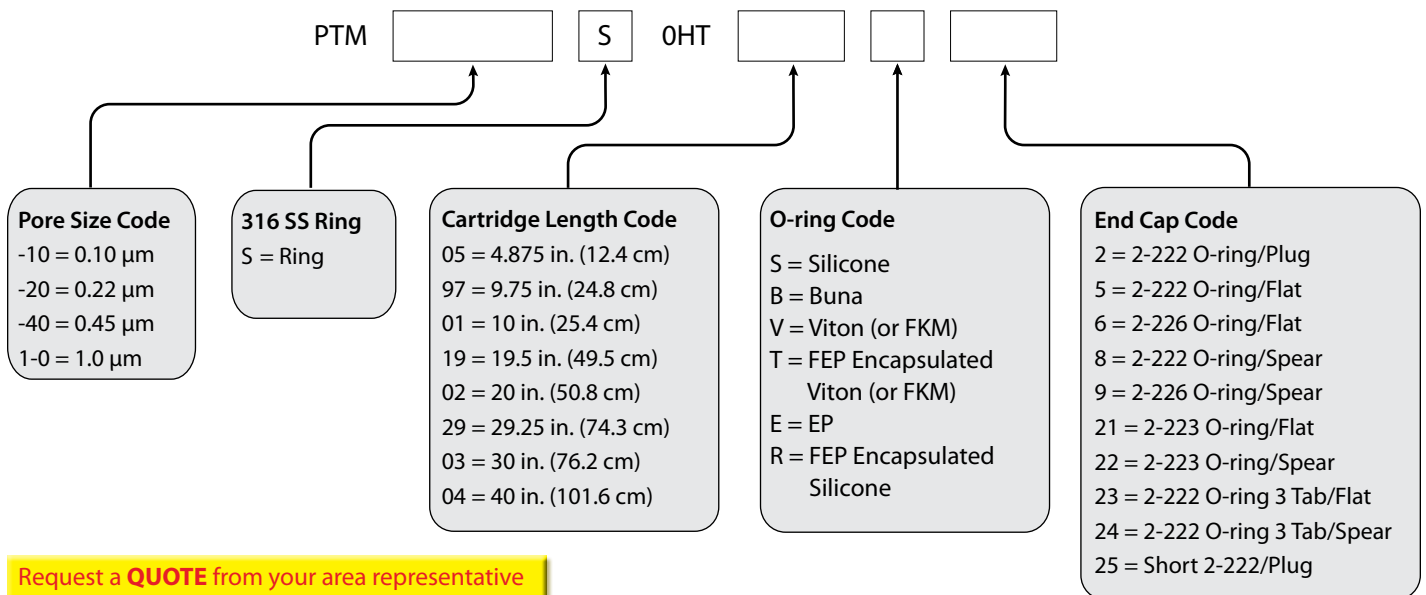 PTM S 0HT
Pore Size Code
-10 = 0.10 µm
-20 = 0.22 µm
-40 = 0.45 µm
1-0 = 1.0 µm
316 SS Ring
S = Ring
Cartridge Length Code
05 = 4.875 in. (12.4 cm)
97 = 9.75 in. (24.8 cm)
01 = 10 in. (25.4 cm)
19 = 19.5 in. (49.5 cm)
02 = 20 in. (50.8 cm)
29 = 29.25 in. (74.3 cm)
03 = 30 in. (76.2 cm)
04 = 40 in. (101.6 cm)
O-ring Code
S = Silicone
B = Buna
V = Viton (or FKM)
T = FEP Encapsulated
Viton (or FKM)
E = EP
R = FEP Encapsulated
Silicone
End Cap Code
2 = 2-222 O-ring/Plug
5 = 2-222 O-ring/Flat
6 = 2-226 O-ring/Flat
8 = 2-222 O-ring/Spear
9 = 2-226 O-ring/Spear
21 = 2-223 O-ring/Flat
22 = 2-223 O-ring/Spear
23 = 2-222 O-ring 3 Tab/Flat
24 = 2-222 O-ring 3 Tab/Spear
25 = Short 2-222/Plug
Request a QUOTE from your area representative